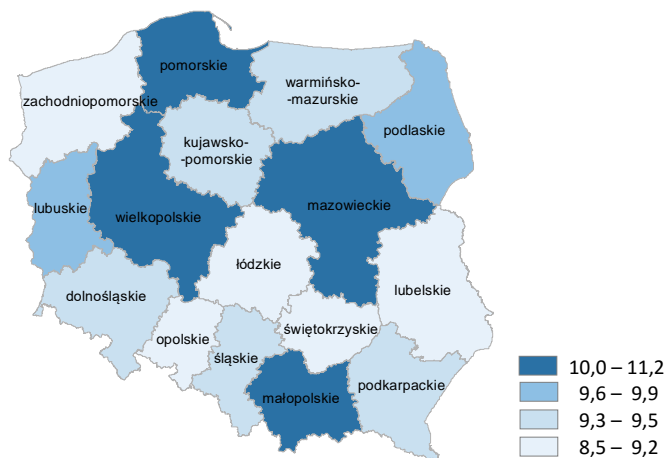 pomorskie
warmińsko-
-mazurskie
zachodniopomorskie
podlaskie
kujawsko-
-pomorskie
lubuskie
wielkopolskie
mazowieckie
łódzkie
lubelskie
dolnośląskie
opolskie
świętokrzyskie
śląskie
podkarpackie
małopolskie
10,0 – 11,2
9,6 – 9,9
9,3 – 9,5
8,5 – 9,2